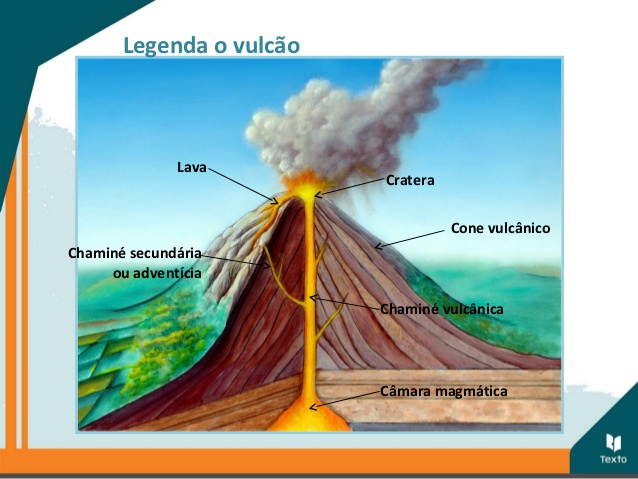 Legenda o vulcão
Lava
Cratera
Cone vulcânico
Chaminé secundária
ou adventícia
Chaminé vulcânica
Câmara magmática
Texto